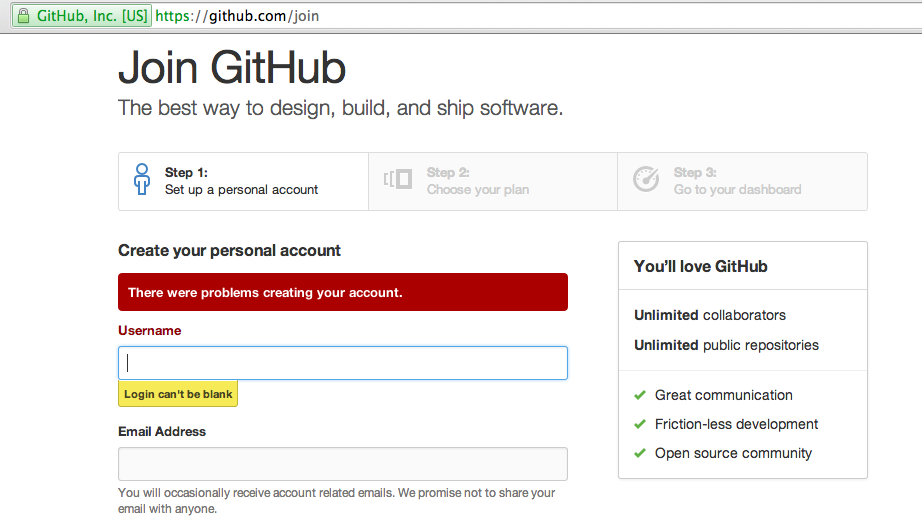 GitHub, Inc. [US] https://github.com/join
Join GitHub
The best way to design, build, and ship software.
Step 1:
Set up a personal account
Step 2:
Choose your plan
Step 3:
Go to your dashboard
Create your personal account
There were problems creating your account.
Username
Login can't be blank
Email Address
You will occasionally receive account related emails. We promise not to share your
email with anyone.
You'll love GitHub
Unlimited collaborators
Unlimited public repositories
Great communication
Friction-less development
Open source community